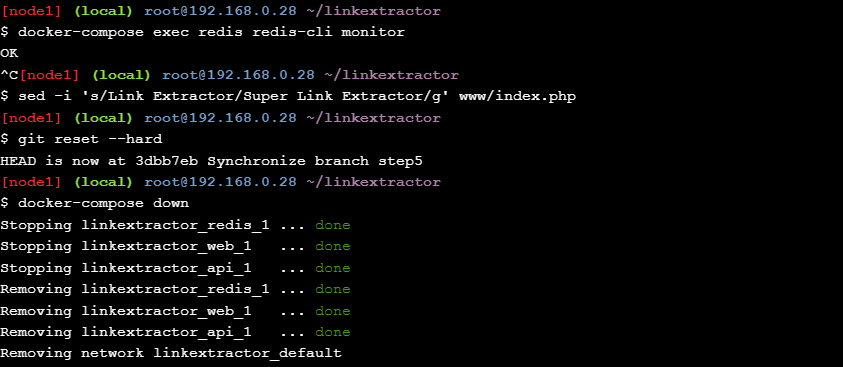 [node1] (local) root@192.168.0.28 ~/linkextractor
$ docker-compose exec redis redis-cli monitor
OK
^C[node1] (local) root@192.168.0.28 ~/linkextractor
$ sed -i 's/Link Extractor/Super Link Extractor/g' www/index.php
[node1] (local) root@192.168.0.28 ~/linkextractor
$ git reset --hard
HEAD is now at 3dbb7eb Synchronize branch step5
[node1] (local) root@192.168.0.28 ~/linkextractor
$ docker-compose down
Stopping linkextractor_redis_1 ... done
Stopping linkextractor_web_1   ... done
Stopping linkextractor_api_1   ... done
Removing linkextractor_redis_1 ... done
Removing linkextractor_web_1   ... done
Removing linkextractor_api_1   ... done
Removing network linkextractor_default